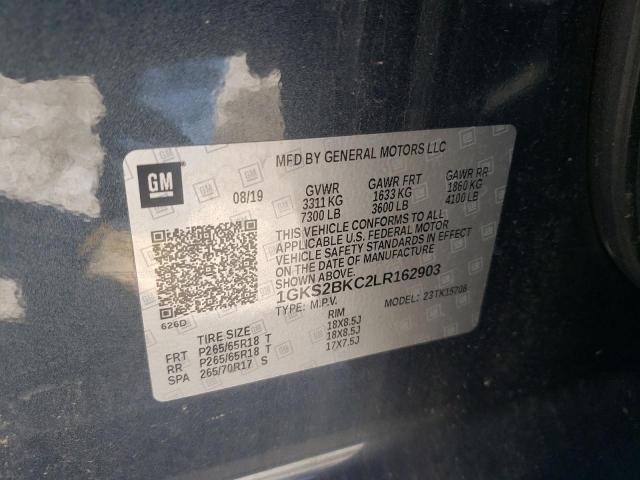 MFD BY GENERAL MOTORS LLC
GM
08/19 GVWR GAWR FRT GAWR RR
3311 KG 1633 KG 1860 KG
7300 LB 3600 LB 4100 LB
THIS VEHICLE CONFORMS TO ALL
APPLICABLE U.S. FEDERAL MOTOR
VEHICLE SAFETY STANDARDS IN
EFFECT ON THE DATE OF MANUFACTURE
SHOWN ABOVE.
1GKS2BKC2LR162903
TYPE: M.P.V. MODEL: 23TK15706
626D
TIRE SIZE RIM
FRT P265/65R18 T 18X8.5J
RR P265/65R18 T 18X8.5J
SPA 265/70R17 S 17X7.5J